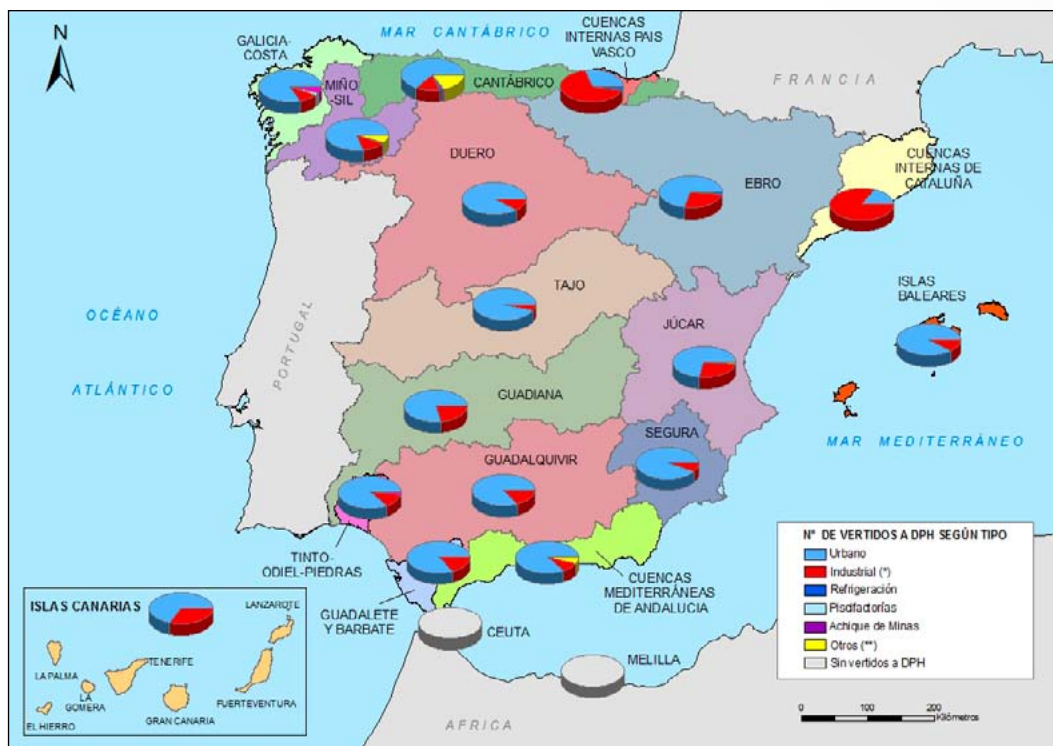 N
MAR CANTÁBRICO
CUENCAS
INTERNAS PAIS
VASCO
GALICIA-
COSTA
MIÑO
-SIL
CANTÁBRICO
FRANCIA
DUERO
EBRO
CUENCAS
INTERNAS DE
CATALUÑA
OCÉANO
ATLÁNTICO
PORTUGAL
TAJO
JÚCAR
ISLAS
BALEARES
GUADIANA
SEGURA
MAR MEDITERRÁNEO
GUADALQUIVIR
TINTO-
ODIEL-PIEDRAS
GUADALETE
Y BARBATE
CUENCAS
MEDITERRÁNEAS
DE ANDALUCIA
CEUTA
MELILLA
AFRICA
ISLAS CANARIAS
LANZAROTE
LA PALMA
TENERIFE
LA
GOMERA
EL HIERRO
GRAN CANARIA
FUERTEVENTURA
Nº DE VERTIDOS A DPH SEGÚN TIPO
Urbano
Industrial (*)
Refrigeración
Piscifactorías
Achique de Minas
Otros (**)
Sin vertidos a DPH
0 100 200
Kilómetros